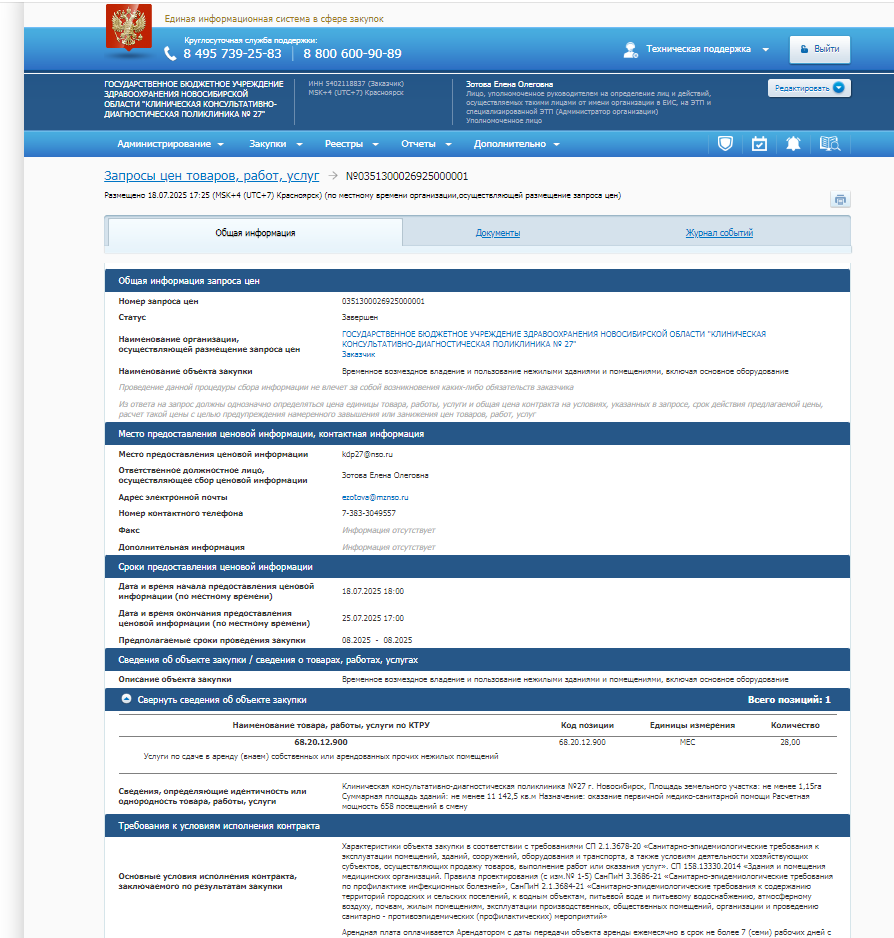 Единая информационная система в сфере закупок
Круглосуточная служба поддержки:
8 495 739-25-83 | 8 800 600-90-89
Техническая поддержка
Выйти
ГОСУДАРСТВЕННОЕ БЮДЖЕТНОЕ УЧРЕЖДЕНИЕ
ЗДРАВООХРАНЕНИЯ НОВОСИБИРСКОЙ
ОБЛАСТИ "КЛИНИЧЕСКАЯ КОНСУЛЬТАТИВНО-
ДИАГНОСТИЧЕСКАЯ ПОЛИКЛИНИКА № 27"
ИНН 5402118837 (Заказчик)
MSK+4 (UTC+7) Красноярск
Зотова Елена Олеговна
Лицо, уполномоченное руководителем на определение лиц и действий,
осуществляемых такими лицами от имени организации в ЕИС, на ЭТП и
специализированной ЭТП (Администратор организации)
Уполномоченное лицо
Редактировать
Администрирование
Закупки
Реестры
Отчеты
Дополнительно
Запросы цен товаров, работ, услуг → №0351300026925000001
Размещено 18.07.2025 17:25 (MSK+4 (UTC+7) Красноярск) (по местному времени организации,осуществляющей размещение запроса цен)
Общая информация
Документы
Журнал событий
Общая информация запроса цен
Номер запроса цен 0351300026925000001
Статус Завершен
Наименование организации,
осуществляющей размещение запроса цен
ГОСУДАРСТВЕННОЕ БЮДЖЕТНОЕ УЧРЕЖДЕНИЕ ЗДРАВООХРАНЕНИЯ НОВОСИБИРСКОЙ ОБЛАСТИ "КЛИНИЧЕСКАЯ
КОНСУЛЬТАТИВНО-ДИАГНОСТИЧЕСКАЯ ПОЛИКЛИНИКА № 27"
Заказчик
Наименование объекта закупки Временное возмездное владение и пользование нежилыми зданиями и помещениями, включая основное оборудование
Проведение данной процедуры сбора информации не влечет за собой возникновения каких-либо обязательств заказчика
Из ответа на запрос должны однозначно определяться цена единицы товара, работы, услуги и общая цена контракта на условиях, указанных в запросе, срок действия предлагаемой цены,
расчет такой цены с целью предупреждения намеренного завышения или занижения цен товаров, работ, услуг
Место предоставления ценовой информации, контактная информация
Место предоставления ценовой информации kdp27@nso.ru
Ответственное должностное лицо,
осуществляющее сбор ценовой информации
Зотова Елена Олеговна
Адрес электронной почты ezotova@mznso.ru
Номер контактного телефона 7-383-3049557
Факс Информация отсутствует
Дополнительная информация Информация отсутствует
Сроки предоставления ценовой информации
Дата и время начала предоставления ценовой
информации (по местному времени)
18.07.2025 18:00
Дата и время окончания предоставления
ценовой информации (по местному времени)
25.07.2025 17:00
Предполагаемые сроки проведения закупки 08.2025 - 08.2025
Сведения об объекте закупки / сведения о товарах, работах, услугах
Описание объекта закупки Временное возмездное владение и пользование нежилыми зданиями и помещениями, включая основное оборудование
Свернуть сведения об объекте закупки Всего позиций: 1
Наименование товара, работы, услуги по КТРУ Код позиции Единицы измерения Количество
68.20.12.900 68.20.12.900 МЕС 28,00
Услуги по сдаче в аренду (внаем) собственных или арендованных прочих нежилых помещений
Сведения, определяющие идентичность или
однородность товара, работы, услуги
Клиническая консультативно-диагностическая поликлиника №27 г. Новосибирск, Площадь земельного участка: не менее 1,15га
Суммарная площадь зданий: не менее 11 142,5 кв.м Назначение: оказание первичной медико-санитарной помощи Расчетная
мощность 658 посещений в смену
Требования к условиям исполнения контракта
Основные условия исполнения контракта,
заключаемого по результатам закупки
Характеристики объекта закупки в соответствии с требованиями СП 2.1.3678-20 «Санитарно-эпидемиологические требования к
эксплуатации помещений, зданий, сооружений, оборудования и транспорта, а также условиям деятельности хозяйствующих
субъектов, осуществляющих продажу товаров, выполнение работ или оказания услуг». СП 158.13330.2014 «Здания и помещения
медицинских организаций. Правила проектирования (с изм.№ 1-5) СанПиН 3.3686-21 «Санитарно-эпидемиологические требования
по профилактике инфекционных болезней», СанПиН 2.1.3684-21 «Санитарно-эпидемиологические требования к содержанию
территорий городских и сельских поселений, к водным объектам, питьевой воде и питьевому водоснабжению, атмосферному
воздуху, почвам, жилым помещениям, эксплуатации производственных, общественных помещений, организации и проведению
санитарно - противоэпидемических (профилактических) мероприятий»
Арендная плата оплачивается Арендатором с даты передачи объекта аренды ежемесячно в срок не более 7 (семи) рабочих дней с